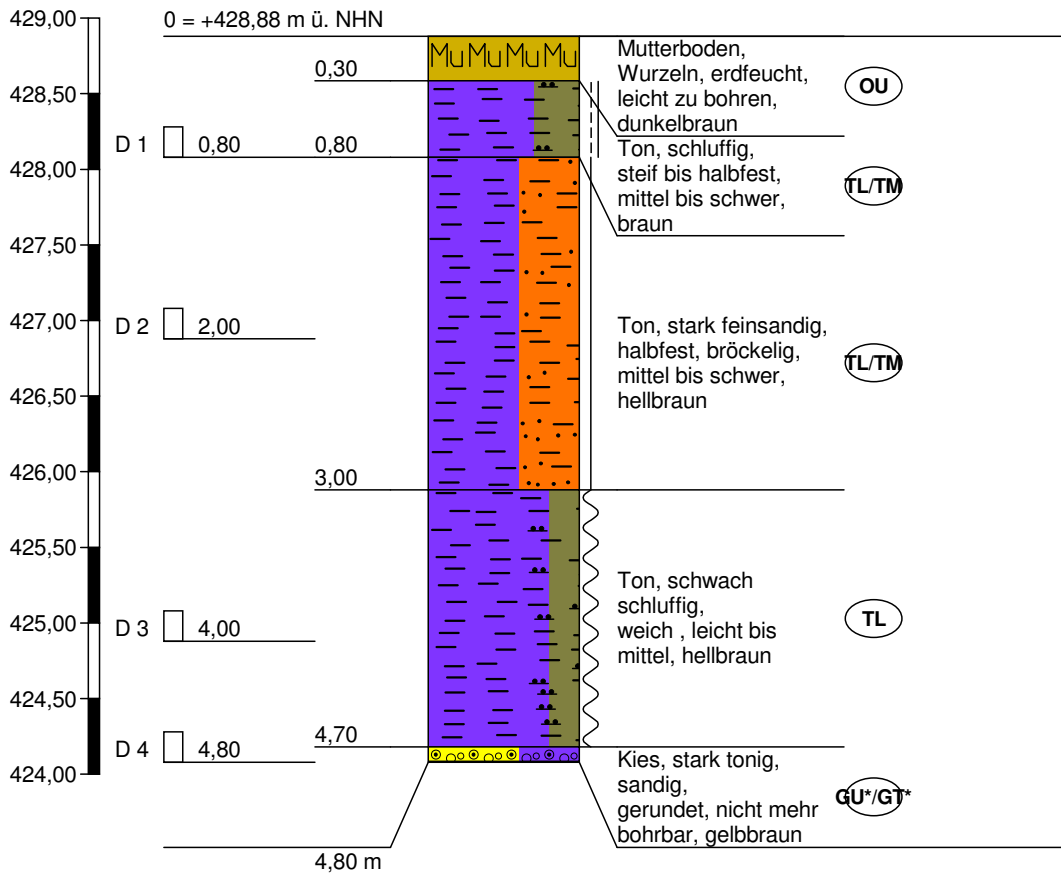 429,00
428,50
428,00
427,50
427,00
426,50
426,00
425,50
425,00
424,50
424,00
0 = +428,88 m ü. NHN
D 1 0,80
D 2 2,00
D 3 4,00
D 4 4,80
0,30
0,80
3,00
4,70
4,80 m
Mu Mu Mu Mu
Mutterboden,
Wurzeln, erdfeucht,
leicht zu bohren,
dunkelbraun
OU
Ton, schluffig,
steif bis halbfest,
mittel bis schwer,
braun
TL/TM
Ton, stark feinsandig,
halbfest, bröckelig,
mittel bis schwer,
hellbraun
TL/TM
Ton, schwach
schluffig,
weich , leicht bis
mittel, hellbraun
TL
Kies, stark tonig,
sandig,
gerundet, nicht mehr
bohrbar, gelbbraun
GU*/GT*